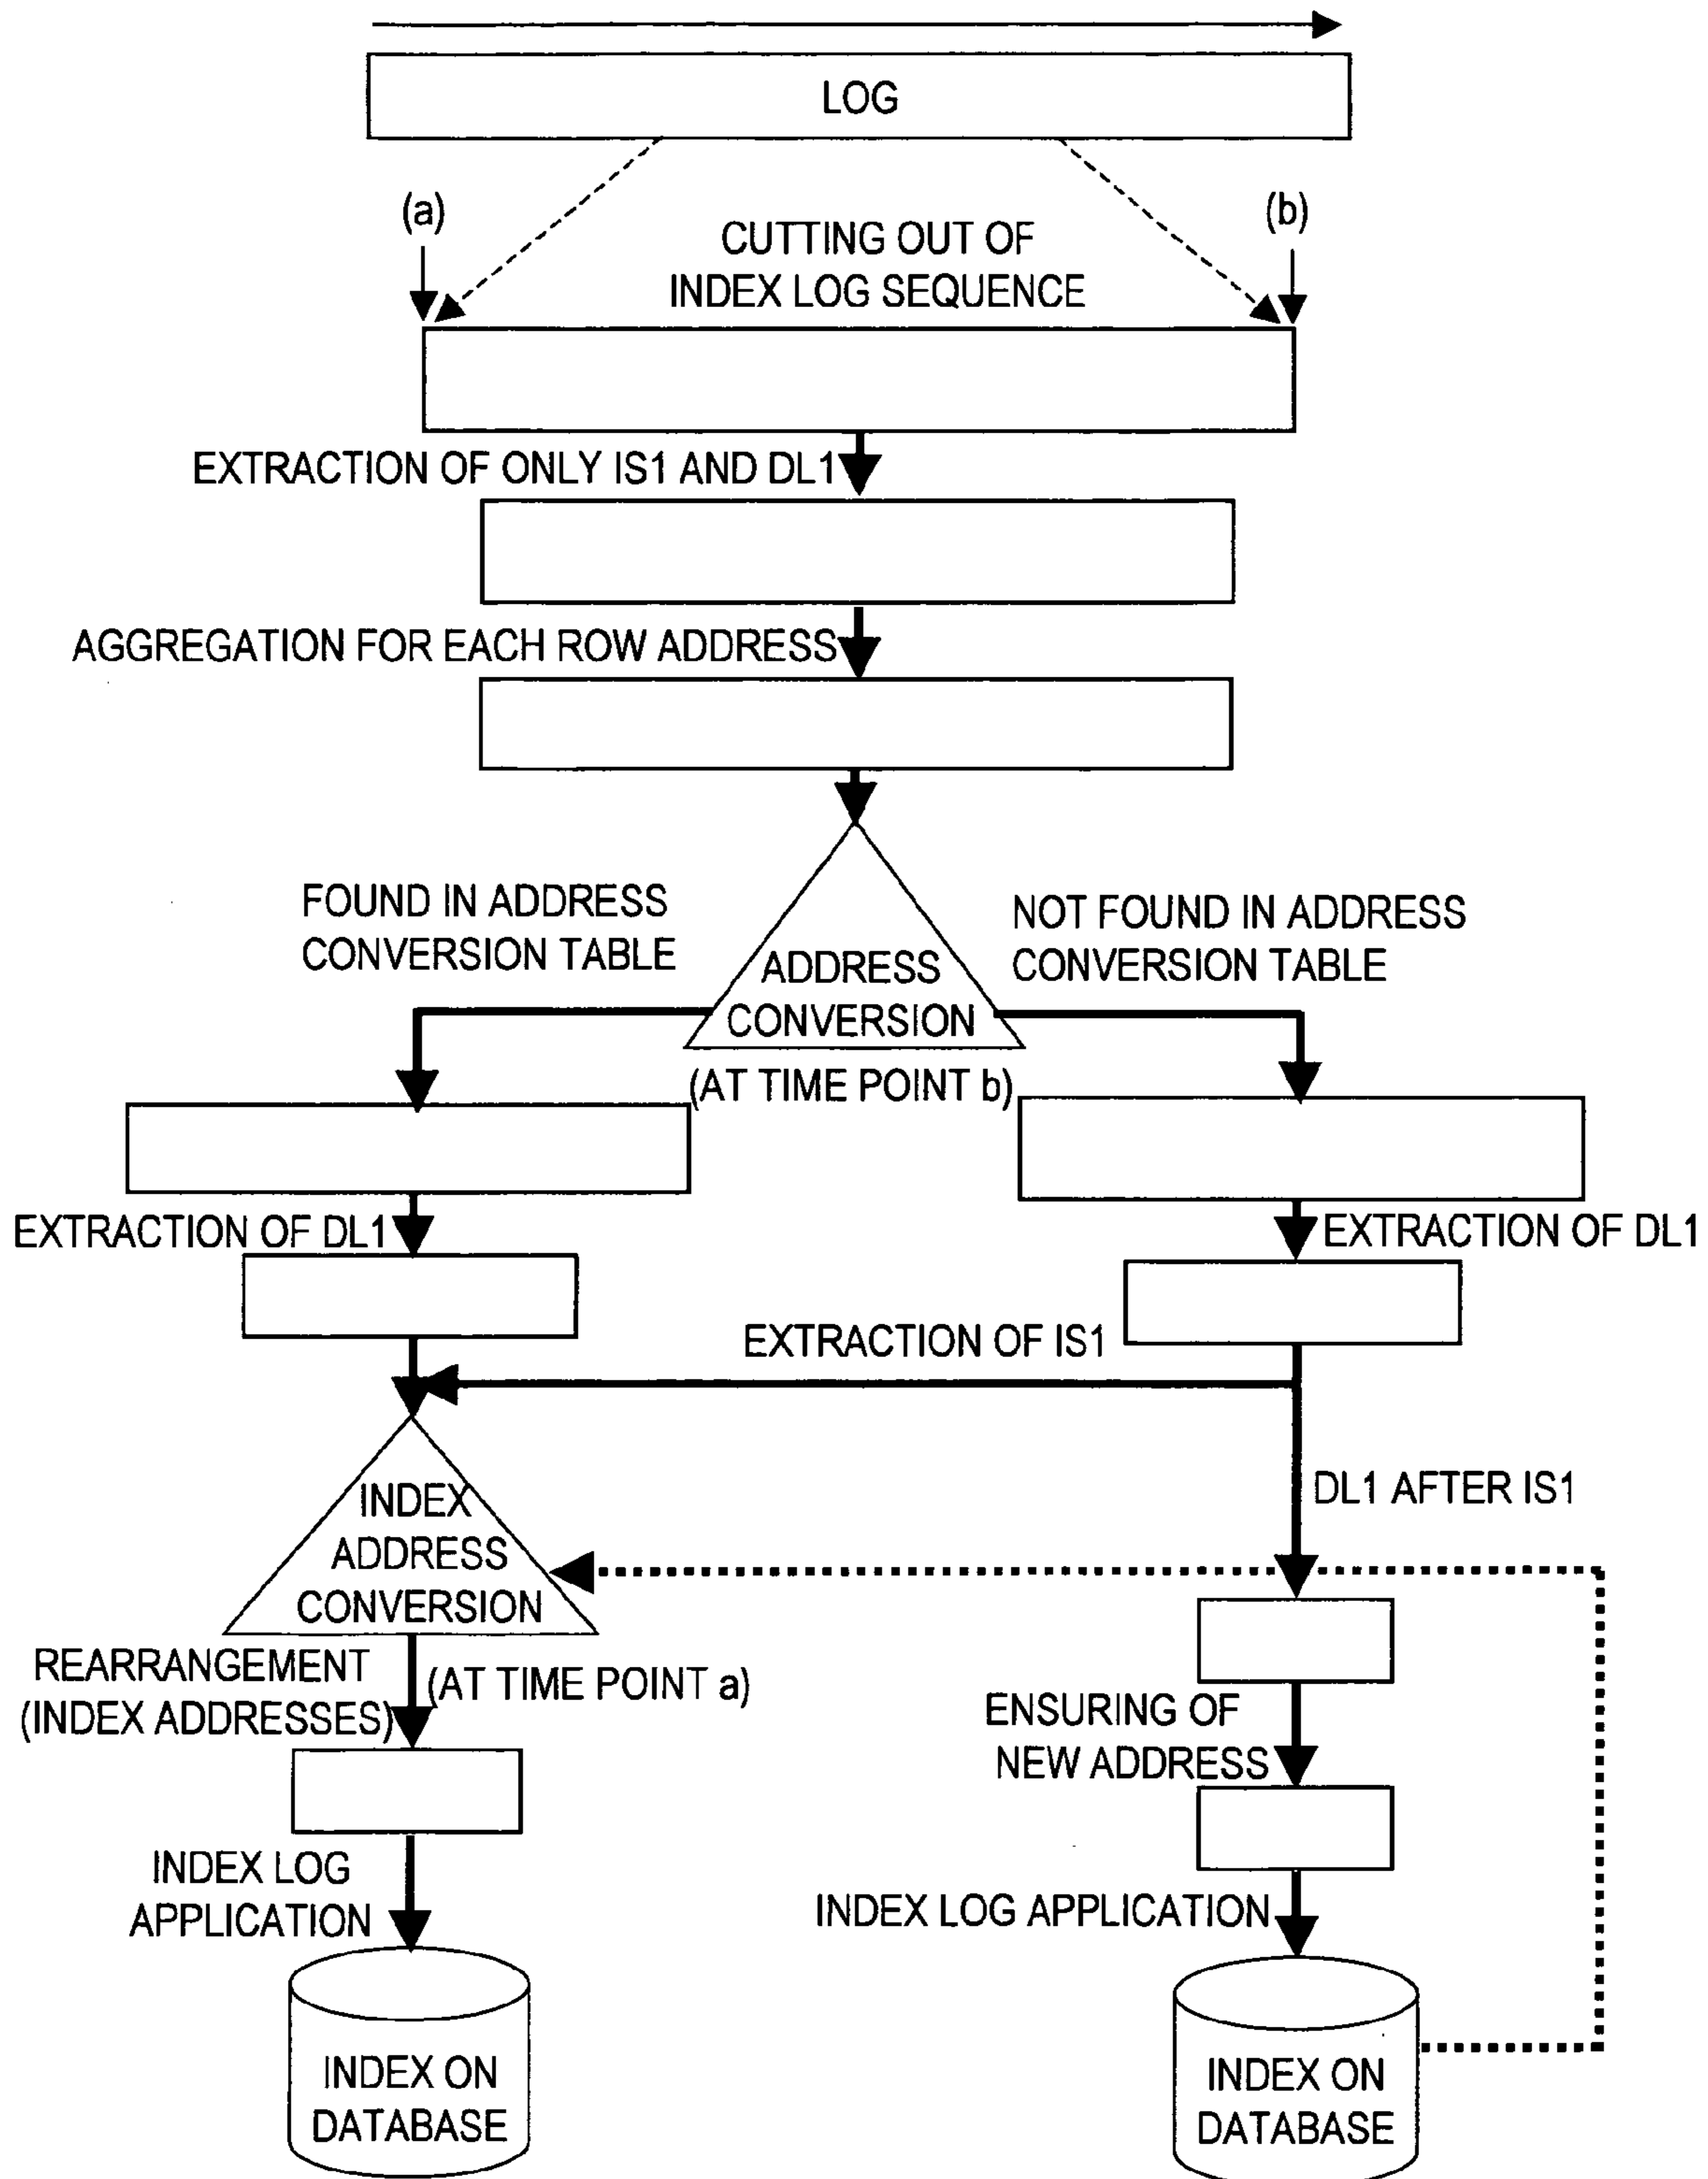 LOG
(a)
(b)
CUTTING OUT OF
INDEX LOG SEQUENCE
EXTRACTION OF ONLY IS1 AND DL1
AGGREGATION FOR EACH ROW ADDRESS
FOUND IN ADDRESS
CONVERSION TABLE
NOT FOUND IN ADDRESS
CONVERSION TABLE
ADDRESS
CONVERSION
(AT TIME POINT b)
EXTRACTION OF DL1
EXTRACTION OF DL1
EXTRACTION OF IS1
INDEX
ADDRESS
CONVERSION
DL1 AFTER IS1
REARRANGEMENT
(INDEX ADDRESSES)
(AT TIME POINT a)
ENSURING OF
NEW ADDRESS
INDEX LOG
APPLICATION
INDEX LOG APPLICATION
INDEX ON
DATABASE
INDEX ON
DATABASE